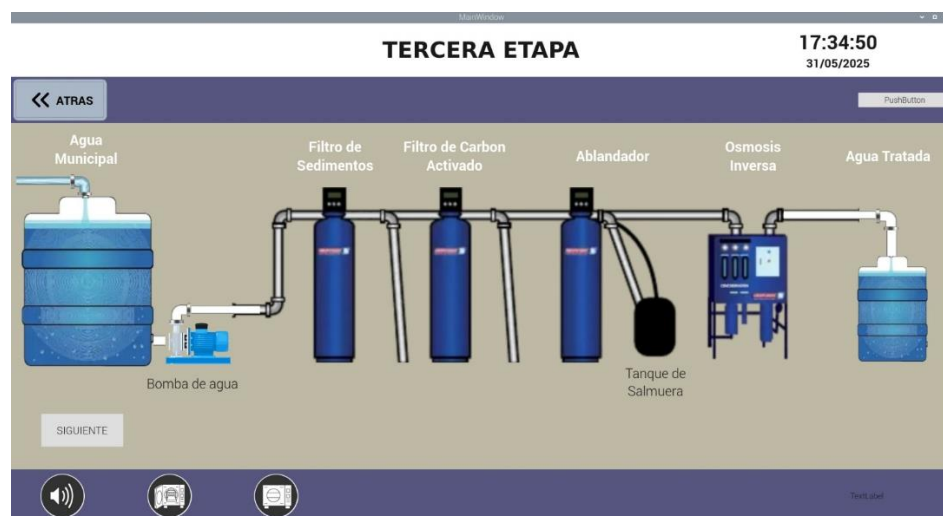 MainWindow
TERCERA ETAPA
17:34:50
31/05/2025
ATRAS
PushButton
Agua
Municipal
Filtro de
Sedimentos
Filtro de Carbon
Activado
Ablandador
Osmosis
Inversa
Agua Tratada
Bomba de agua
Tanque de
Salmuera
SIGUIENTE
TextLabel